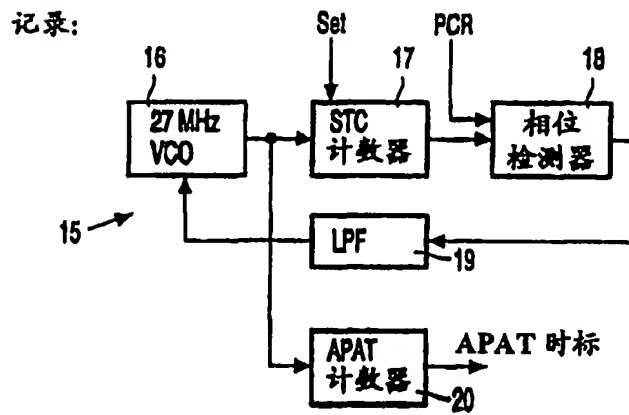 记录:
Set
PCR
16
17
18
27 MHz
VCO
STC
计数器
相位
检测器
15
LPF
19
APAT
计数器
APAT 时标
20